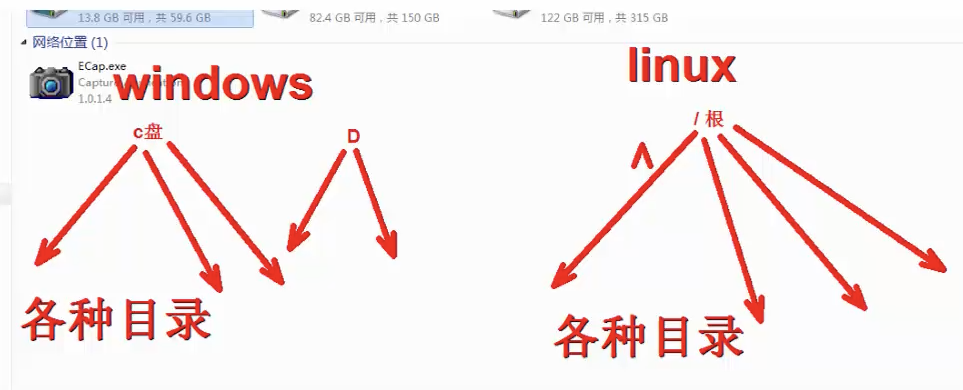 13.8 GB 可用，共 59.6 GB
82.4 GB 可用，共 150 GB
122 GB 可用，共 315 GB
网络位置 (1)
ECap.exe
Capture
1.0.1.4
windows
linux
c盘
D
/ 根
各种目录
各种目录